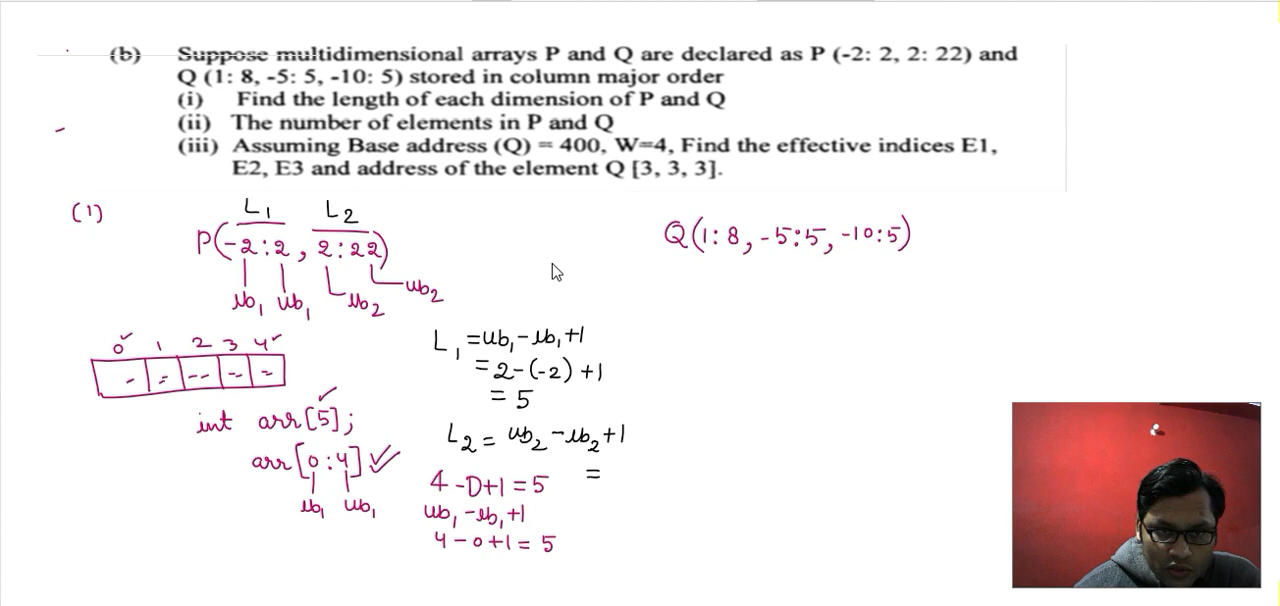 (b) Suppose multidimensional arrays P and Q are declared as P (-2: 2, 2: 22) and
Q (1: 8, -5: 5, -10: 5) stored in column major order
(i) Find the length of each dimension of P and Q
(ii) The number of elements in P and Q
(iii) Assuming Base address (Q) = 400, W=4, Find the effective indices E1,
E2, E3 and address of the element Q [3, 3, 3].
(1)
L1 L2
P(-2:2, 2:22)
lb1 ub1 lb2 ub2
Q(1:8, -5:5, -10:5)
0 1 2 3 4
int arr[5];
arr[0:4]
lb1 ub1
L1 = ub1 - lb1 + 1
= 2-(-2) + 1
= 5
L2 = ub2 - lb2 + 1
=
4 - 0 + 1 = 5
ub1 - lb1 + 1
4 - 0 + 1 = 5